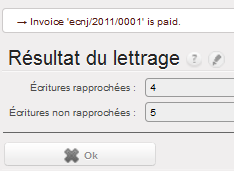 → Invoice 'ecnj/2011/0001' is paid.
Résultat du lettrage ?
Écritures rapprochées : 4
Écritures non rapprochées : 5
Ok